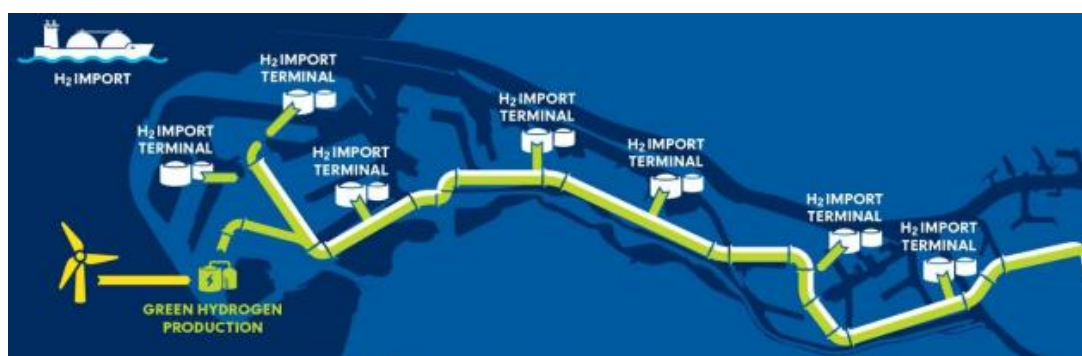 H₂ IMPORT
H₂ IMPORT
TERMINAL
H₂ IMPORT
TERMINAL
H₂ IMPORT
TERMINAL
H₂ IMPORT
TERMINAL
H₂ IMPORT
TERMINAL
H₂ IMPORT
TERMINAL
H₂ IMPORT
TERMINAL
GREEN HYDROGEN
PRODUCTION